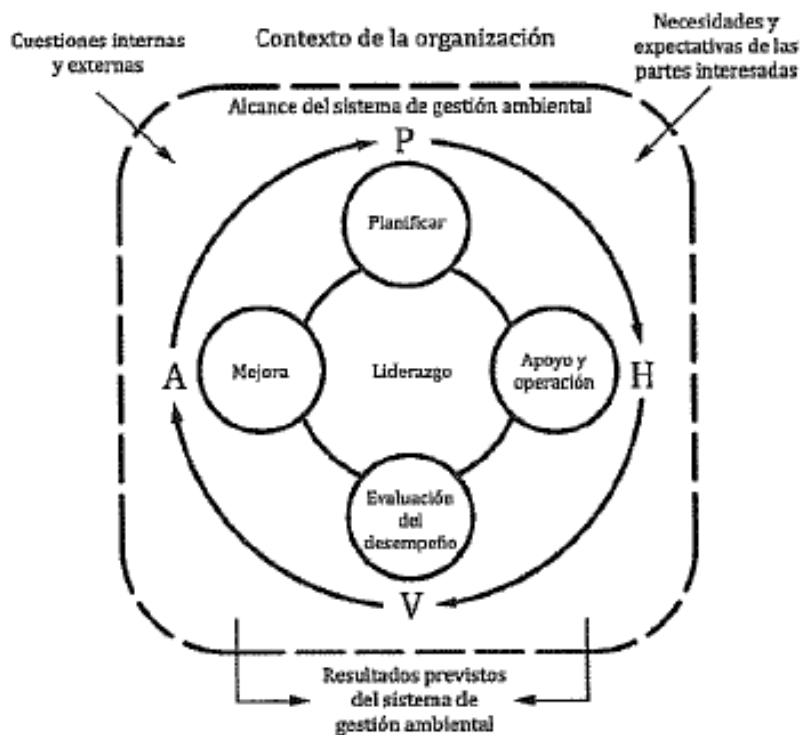 Cuestiones internas
y externas
Contexto de la organización
Necesidades y
expectativas de las
partes interesadas
Alcance del sistema de gestión ambiental
P
Planificar
A
Mejora
Liderazgo
Apoyo y
operación
H
Evaluación
del
desempeño
V
Resultados previstos
del sistema de
gestión ambiental